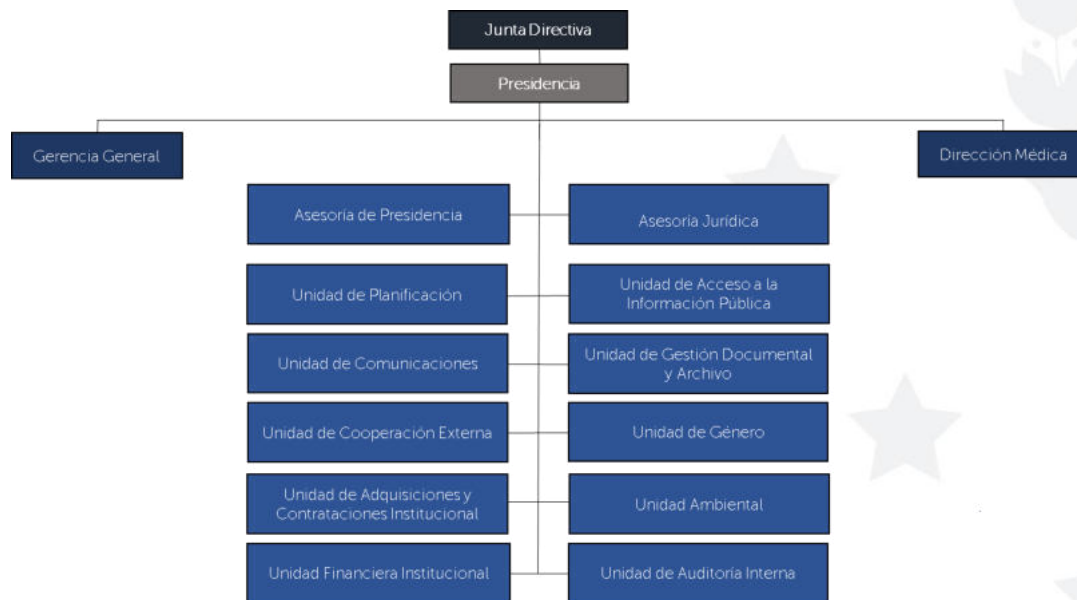 Junta Directiva
Presidencia
Gerencia General
Dirección Médica
Asesoría de Presidencia
Asesoría Jurídica
Unidad de Planificación
Unidad de Acceso a la
Información Pública
Unidad de Comunicaciones
Unidad de Gestión Documental
y Archivo
Unidad de Cooperación Externa
Unidad de Género
Unidad de Adquisiciones y
Contrataciones Institucional
Unidad Ambiental
Unidad Financiera Institucional
Unidad de Auditoría Interna